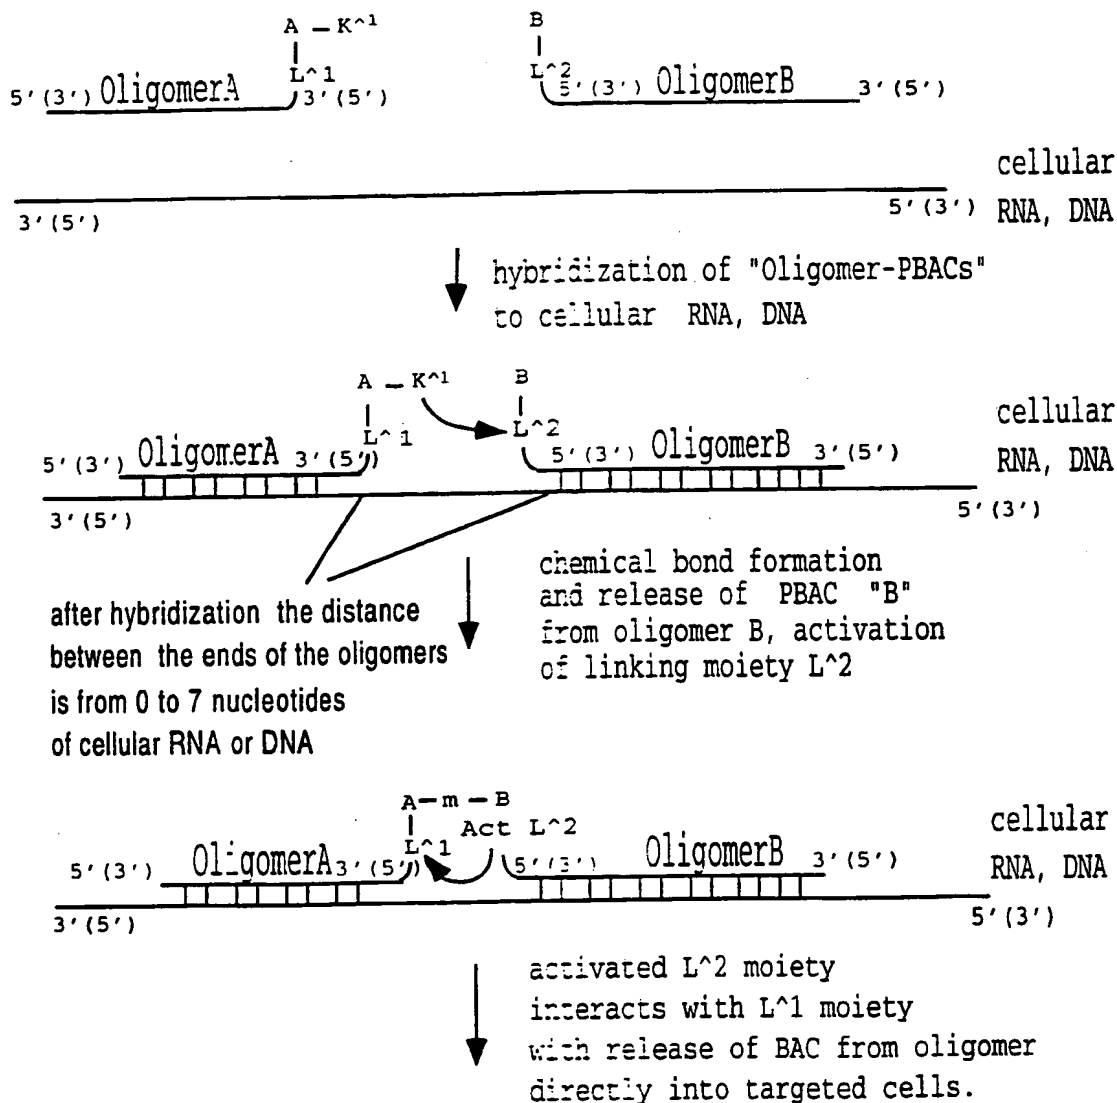 A – K^1
B
L^1
L^2
5'(3') OligomerA 3'(5')
5'(3') OligomerB 3'(5')
cellular
RNA, DNA
3'(5')
5'(3')
hybridization of "Oligomer-PBACs"
to cellular RNA, DNA
A – K^1
B
L^1
L^2
cellular
RNA, DNA
5'(3') OligomerA 3'(5')
5'(3') OligomerB 3'(5')
3'(5')
5'(3')
chemical bond formation
and release of PBAC "B"
from oligomer B, activation
of linking moiety L^2
after hybridization the distance
between the ends of the oligomers
is from 0 to 7 nucleotides
of cellular RNA or DNA
A–m–B
L^1
Act L^2
cellular
RNA, DNA
5'(3') OligomerA 3'(5')
5'(3') OligomerB 3'(5')
3'(5')
5'(3')
activated L^2 moiety
interacts with L^1 moiety
with release of BAC from oligomer
directly into targeted cells.